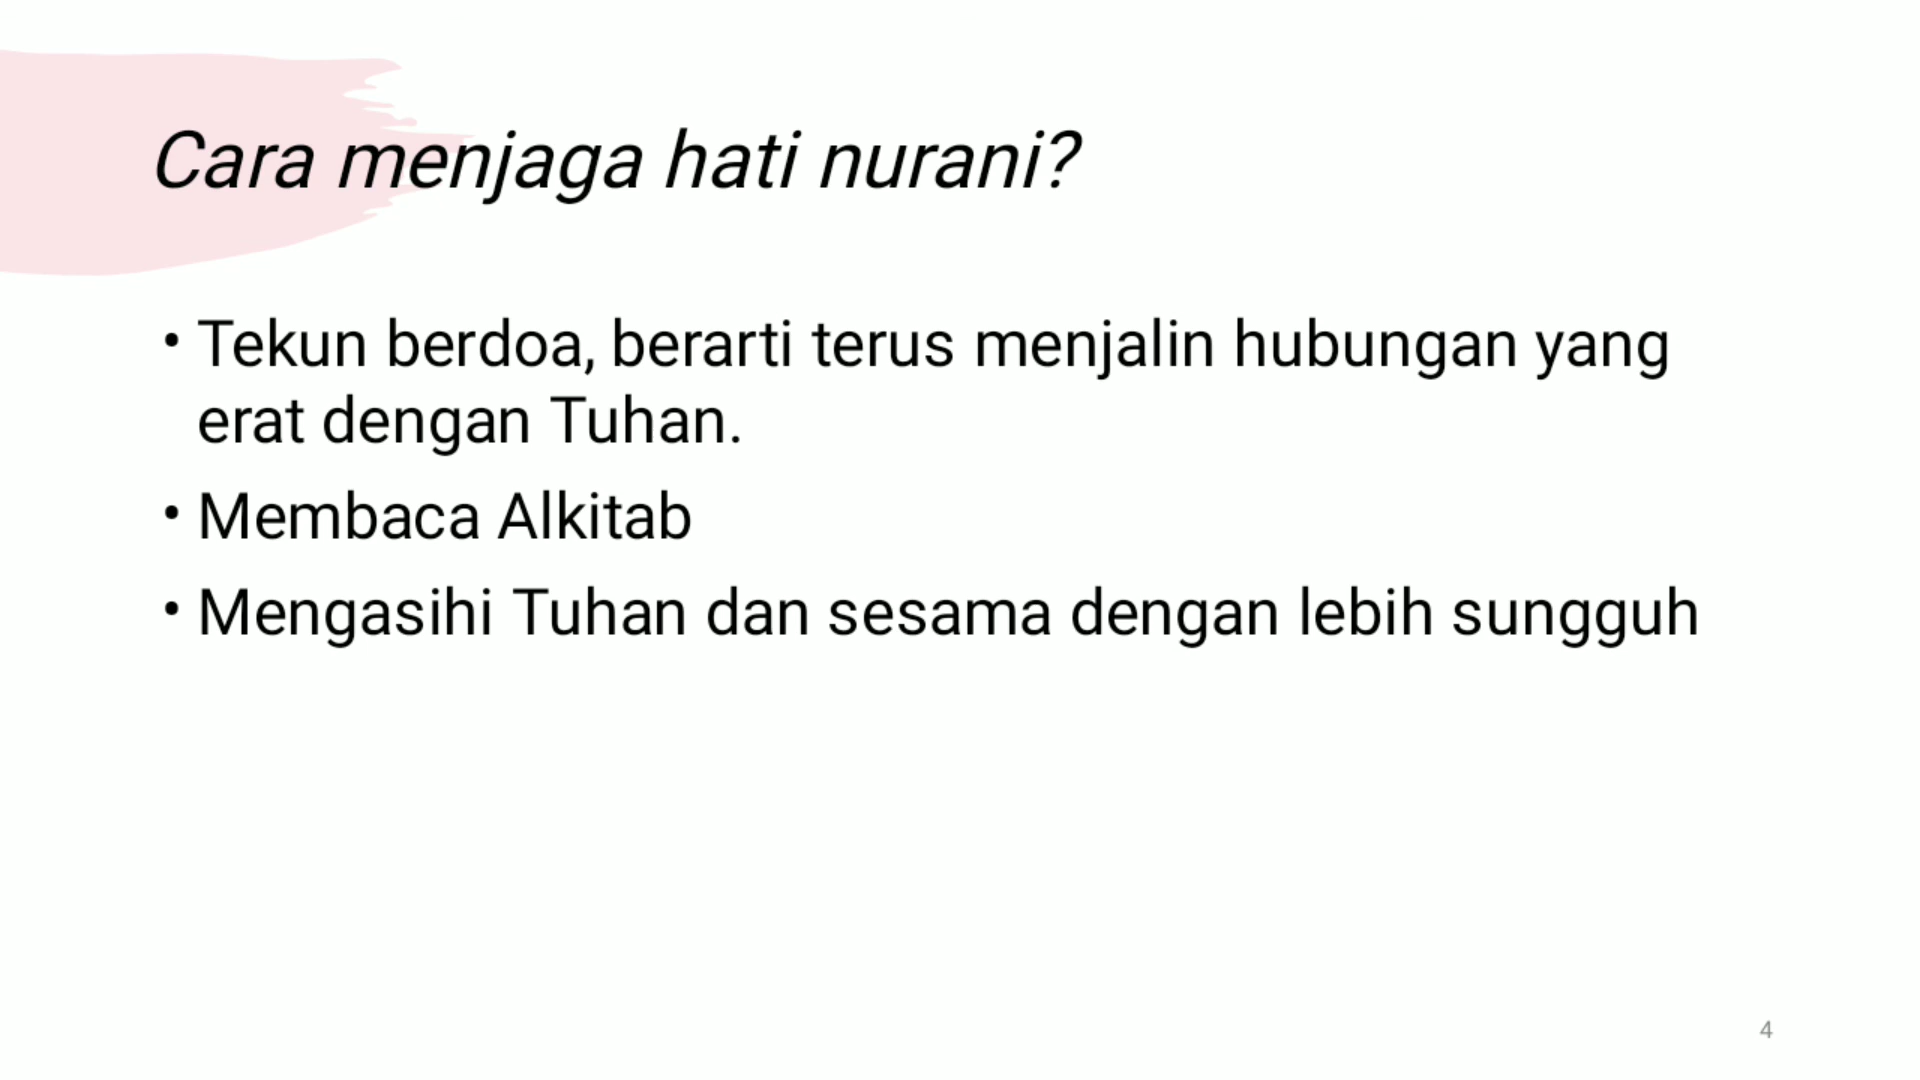 Cara menjaga hati nurani?
• Tekun berdoa, berarti terus menjalin hubungan yang
erat dengan Tuhan.
• Membaca Alkitab
• Mengasihi Tuhan dan sesama dengan lebih sungguh
4